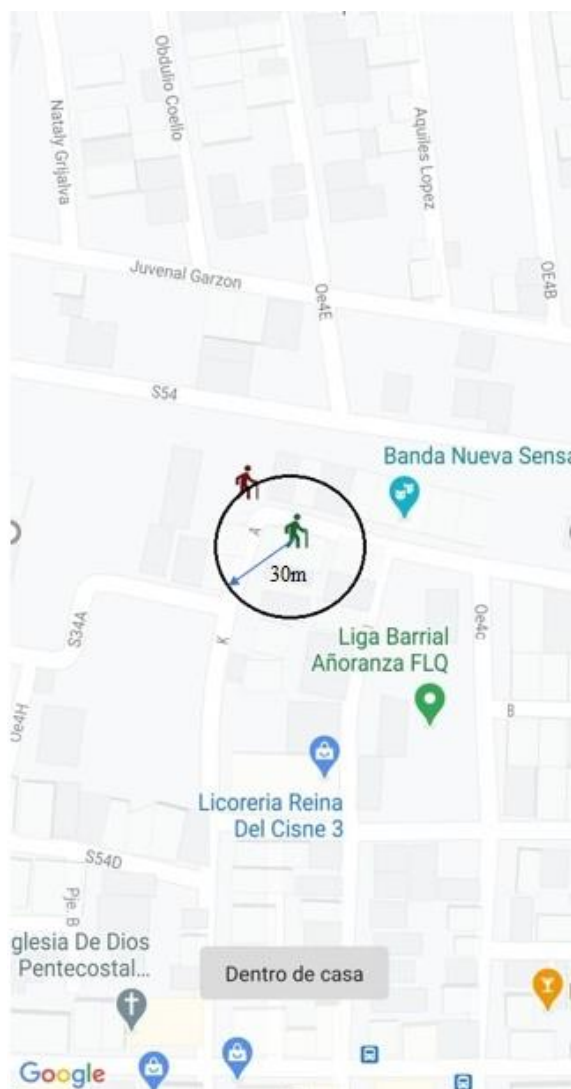 Obdulio Coello
Nataly Grijalva
Aquiles Lopez
Juvenal Garzon
Oe4E
OE4B
S54
Banda Nueva Sensa
A
30m
S34A
K
Oe4c
Liga Barrial
Añoranza FLQ
Oe4H
B
Licoreria Reina
Del Cisne 3
S54D
Pje. B
glesia De Dios
Pentecostal...
Dentro de casa
Google